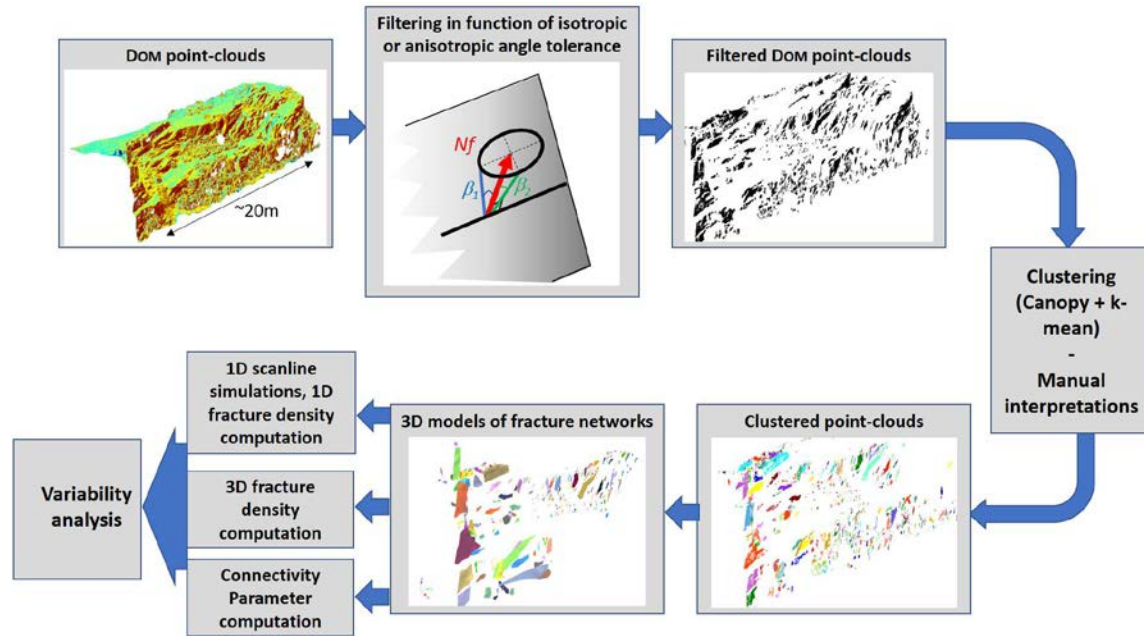 DOM point-clouds
~20m
Filtering in function of isotropic
or anisotropic angle tolerance
Nf
β1
β2
Filtered DOM point-clouds
Clustering
(Canopy + k-
mean)
-
Manual
interpretations
Clustered point-clouds
3D models of fracture networks
1D scanline
simulations, 1D
fracture density
computation
3D fracture
density
computation
Connectivity
Parameter
computation
Variability
analysis